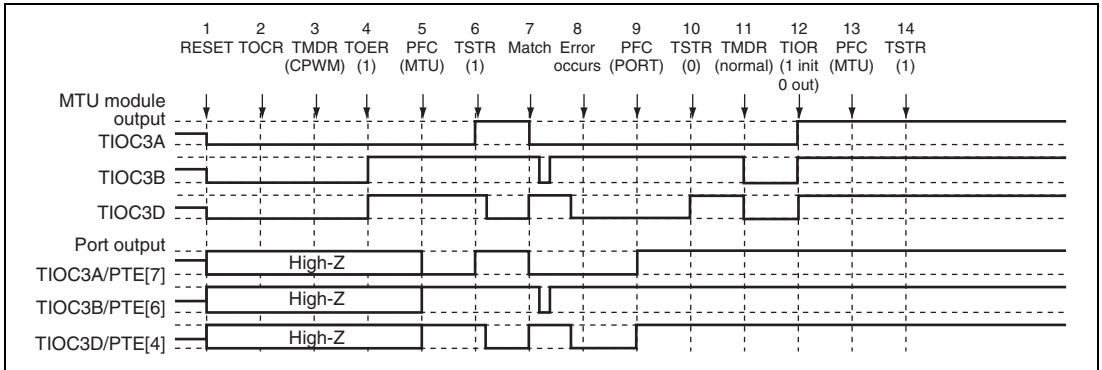 1 2 3 4 5 6 7 8 9 10 11 12 13 14
RESET TOCR TMDR TOER PFC TSTR Match Error PFC TSTR TMDR TIOR PFC TSTR
(CPWM) (1) (MTU) (1) occurs (PORT) (0) (normal) (1 init (MTU) (1)
0 out)
MTU module
output
TIOC3A
TIOC3B
TIOC3D
Port output
TIOC3A/PTE[7] High-Z
TIOC3B/PTE[6] High-Z
TIOC3D/PTE[4] High-Z